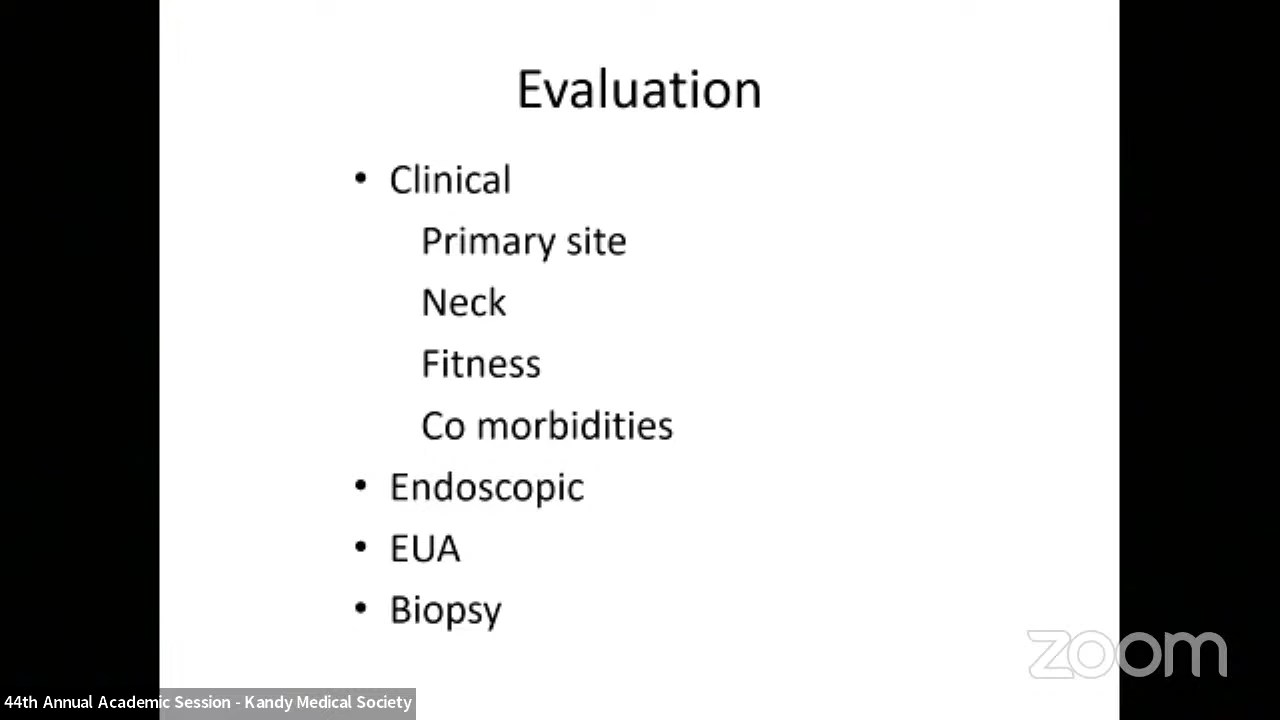 Evaluation
• Clinical
Primary site
Neck
Fitness
Co morbidities
• Endoscopic
• EUA
• Biopsy
zoom
44th Annual Academic Session - Kandy Medical Society